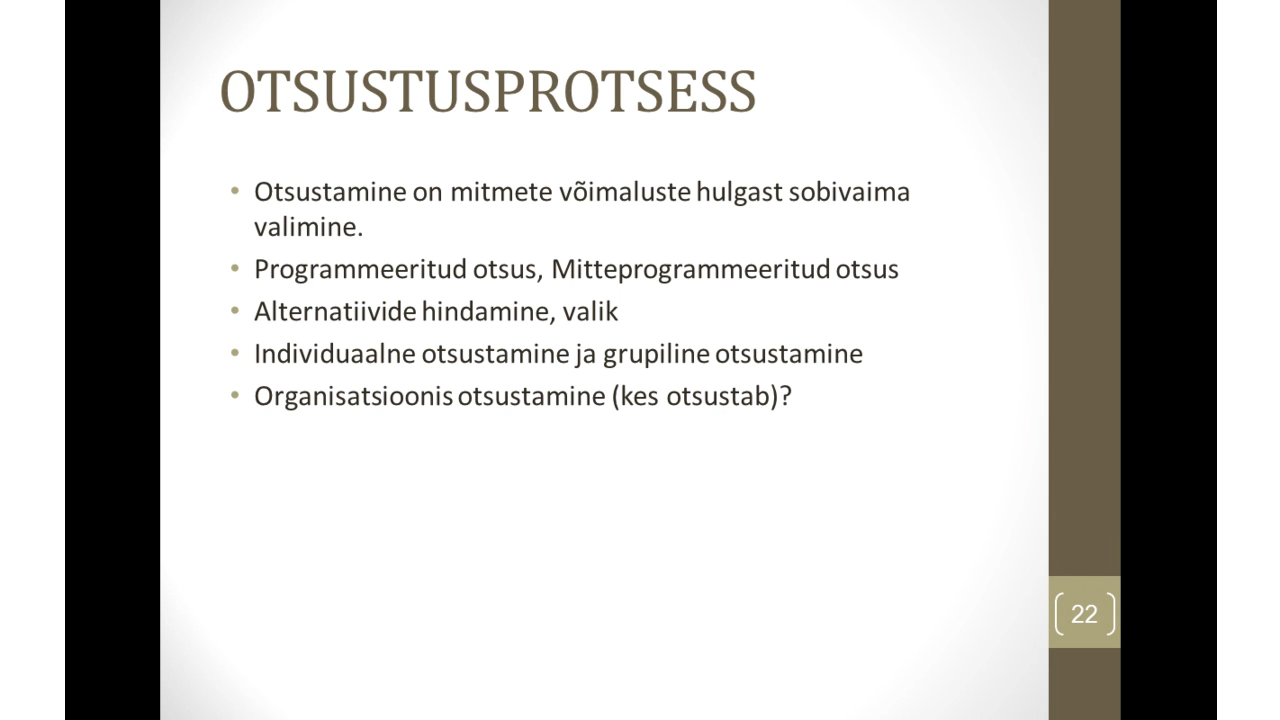 OTSUSTUSPROTSESS
• Otsustamine on mitmete võimaluste hulgast sobivaima
valimine.
• Programmeeritud otsus, Mitteprogrammeeritud otsus
• Alternatiivide hindamine, valik
• Individuaalne otsustamine ja grupiline otsustamine
• Organisatsioonis otsustamine (kes otsustab)?
22